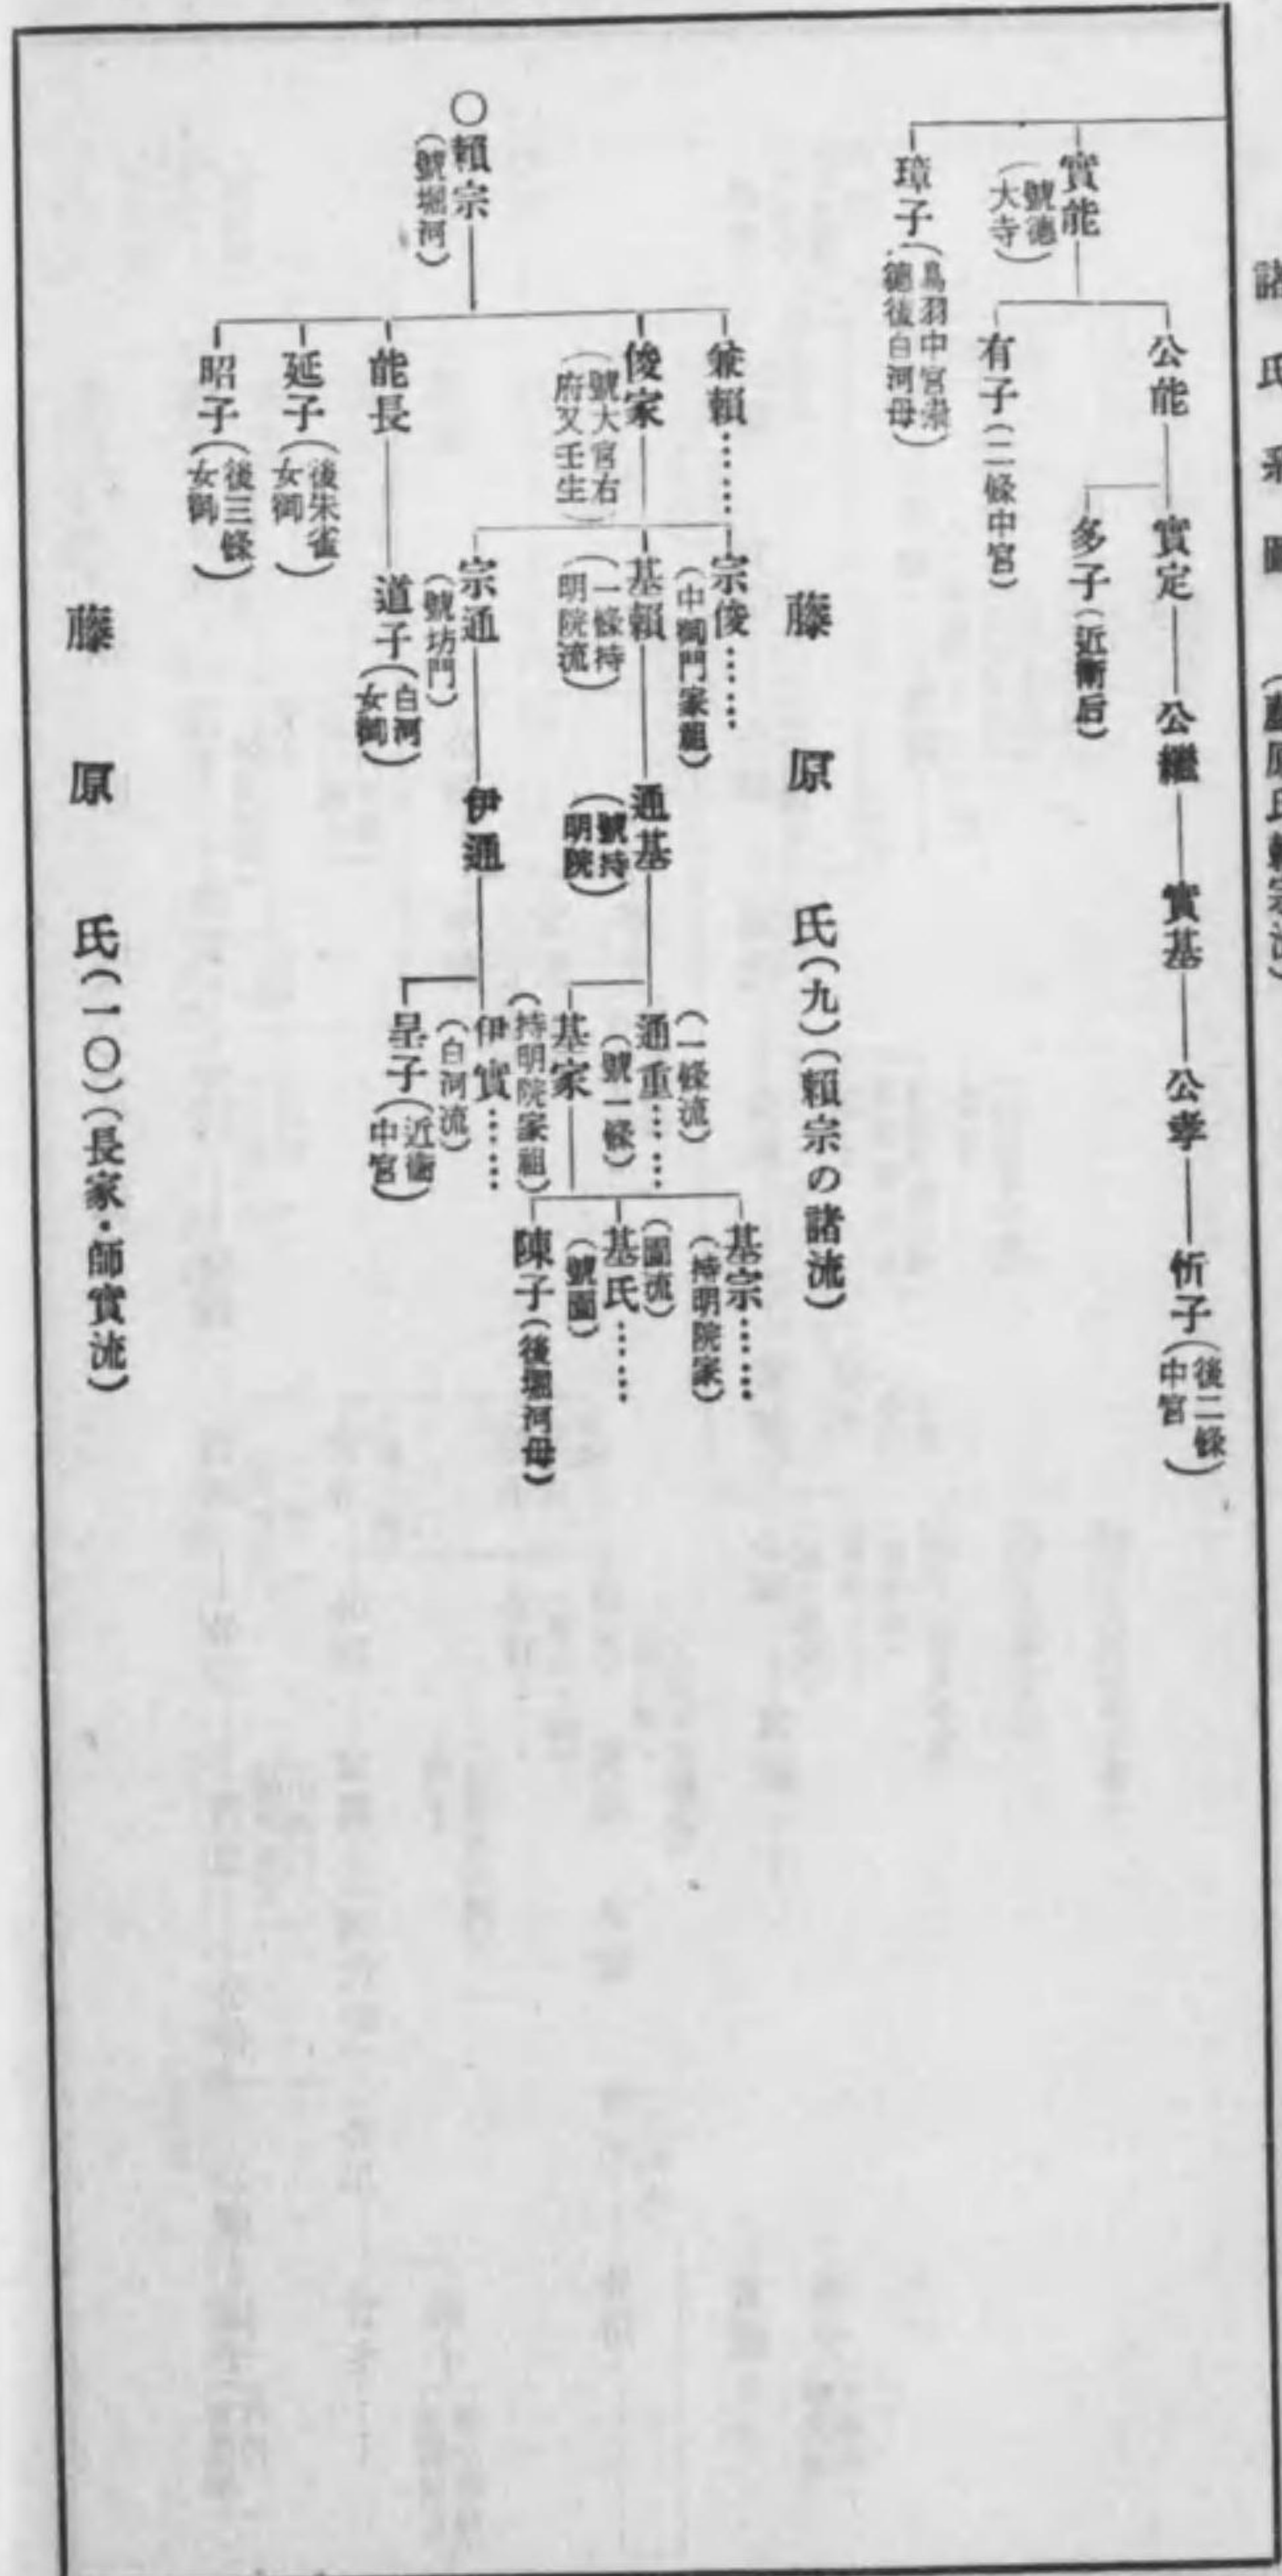 諸氏系圖
公能―實定―公繼―實基―公孝―忻子(後二條中宮)
多子(近衞后)
實能(號德大寺)
有子(二條中宮)
璋子(鳥羽中宮崇德後白河母)
藤原氏(九)(賴宗の諸流)
兼賴……
宗俊……(中御門家祖)
基宗……(持明院家)
(一條流)
俊家(號大宮右府又壬生)
基賴(一條持明院流)
通基(號持明院)
通重……(號一條)
(園流)
基氏……(號園)
基家(持明院家祖)
陳子(後堀河母)
〇賴宗(號堀河)
宗通(號坊門)
伊通
伊實……(白河流)
呈子(近衞中宮)
能長―道子(白河女御)
延子(後朱雀女御)
昭子(後三條女御)
藤原氏(一〇)(長家・師實流)